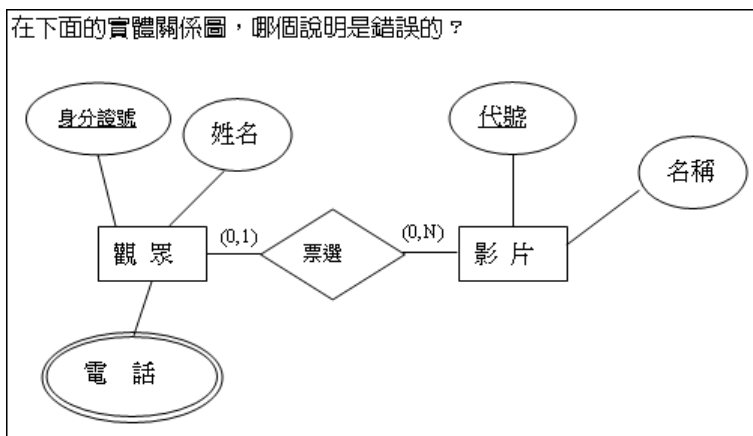 在下面的實體關係圖，哪個說明是錯誤的？
身分證號
姓名
代號
名稱
觀眾
(0,1)
票選
(0,N)
影片
電話